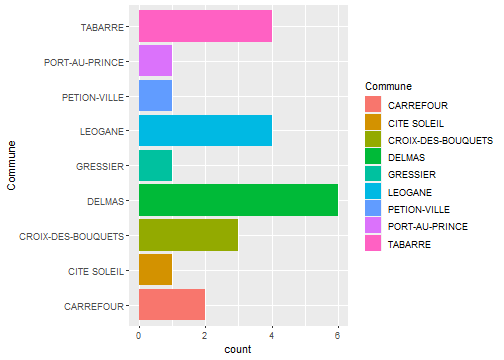 TABARRE
PORT-AU-PRINCE
PETION-VILLE
LEOGANE
GRESSIER
DELMAS
CROIX-DES-BOUQUETS
CITE SOLEIL
CARREFOUR
Commune
0 2 4 6
count
Commune
CARREFOUR
CITE SOLEIL
CROIX-DES-BOUQUETS
DELMAS
GRESSIER
LEOGANE
PETION-VILLE
PORT-AU-PRINCE
TABARRE